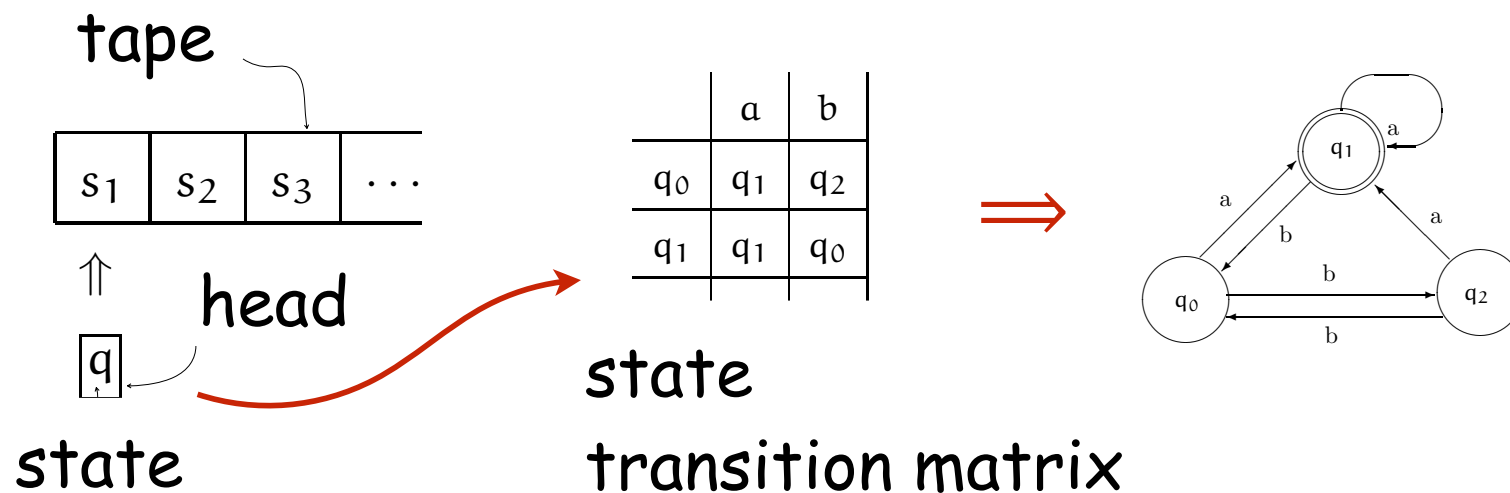 tape
s1 s2 s3 ...
head
q
state
a b
q0 q1 q2
q1 q1 q0
state
transition matrix
q1
a
a
b
a
q0
b
q2
b